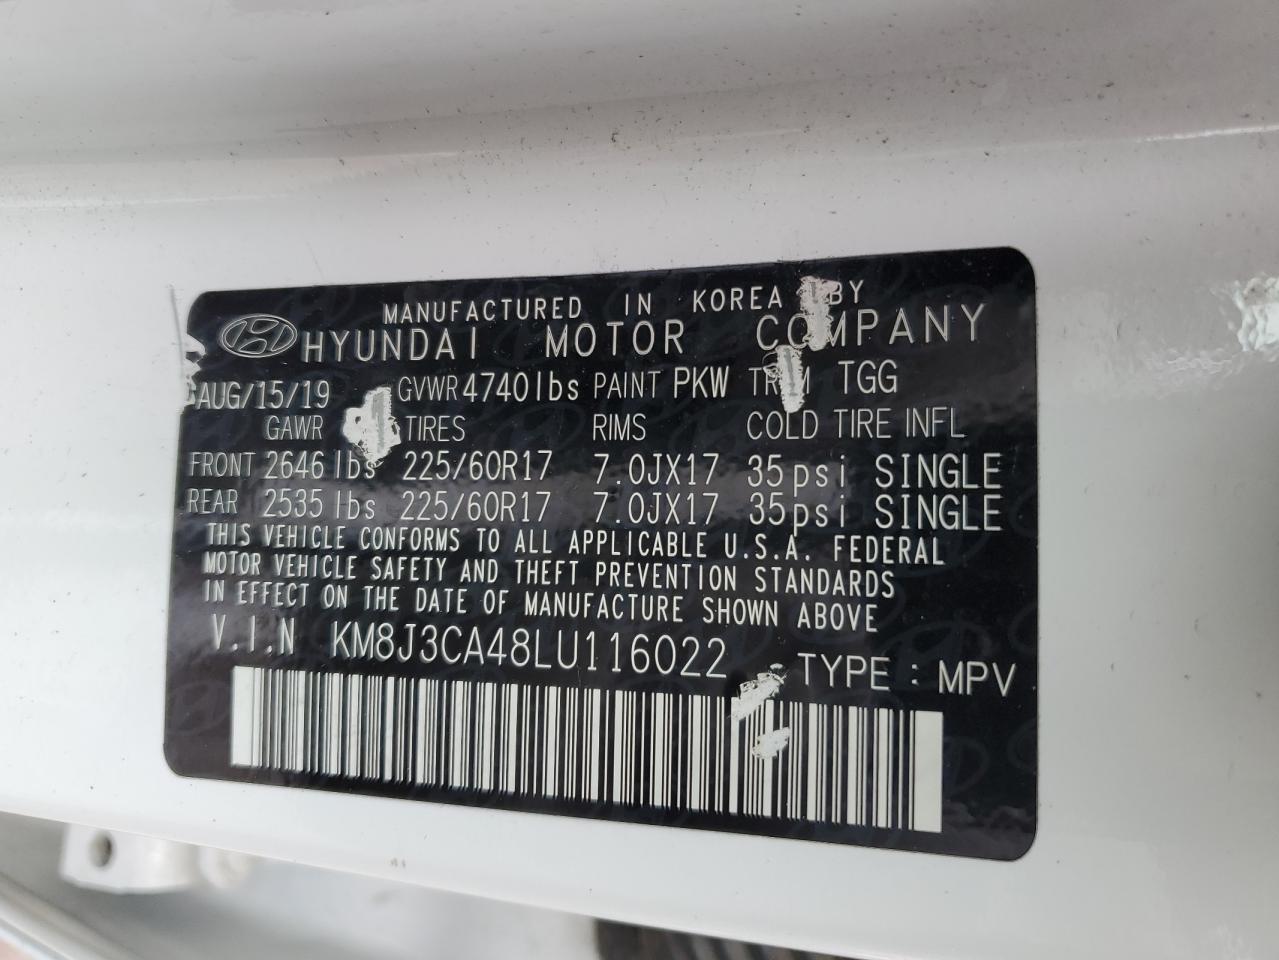 MANUFACTURED IN KOREA BY
HYUNDAI MOTOR COMPANY
AUG/15/19 GVWR 4740lbs PAINT PKW TRIM TGG
GAWR TIRES RIMS COLD TIRE INFL
FRONT 2646 lbs 225/60R17 7.0JX17 35psi SINGLE
REAR 2535 lbs 225/60R17 7.0JX17 35psi SINGLE
THIS VEHICLE CONFORMS TO ALL APPLICABLE U.S.A. FEDERAL
MOTOR VEHICLE SAFETY AND THEFT PREVENTION STANDARDS
IN EFFECT ON THE DATE OF MANUFACTURE SHOWN ABOVE
V.I.N KM8J3CA48LU116022 TYPE : MPV